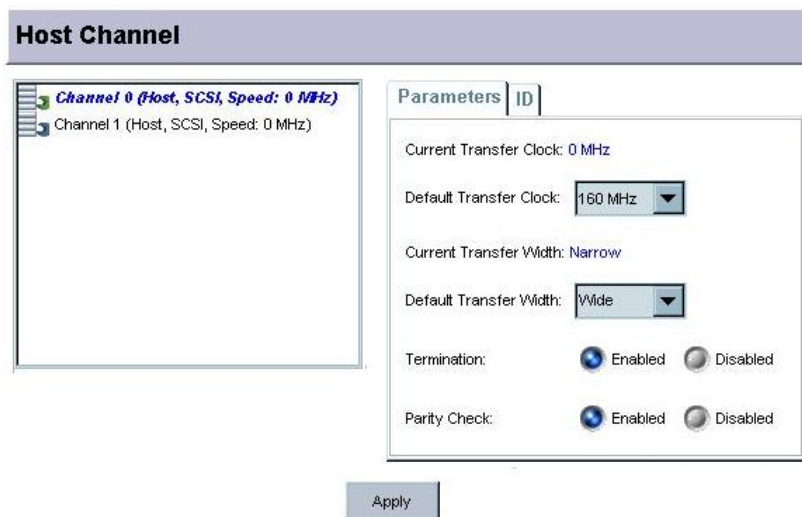 Host Channel
Channel 0 (Host, SCSI, Speed: 0 MHz)
Channel 1 (Host, SCSI, Speed: 0 MHz)
Parameters
ID
Current Transfer Clock: 0 MHz
Default Transfer Clock: 160 MHz
Current Transfer Width: Narrow
Default Transfer Width: Wide
Termination: Enabled Disabled
Parity Check: Enabled Disabled
Apply